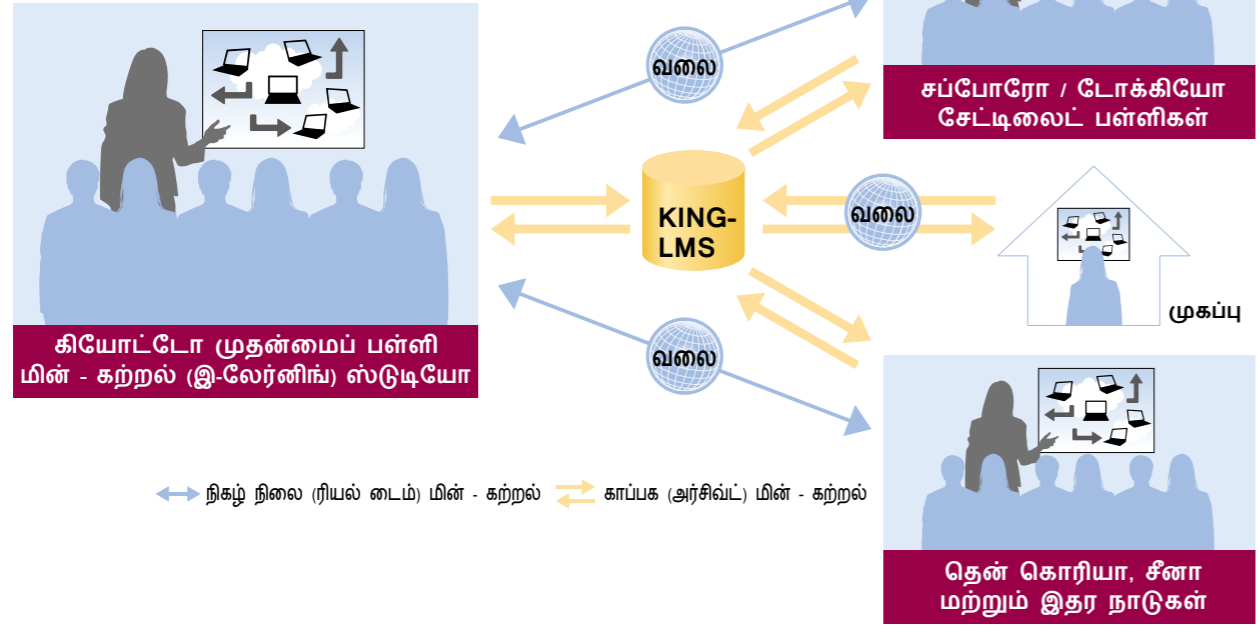 வலை
சப்போரோ / டோக்கியோ
சேட்டிலைட் பள்ளிகள்
KING-
LMS
வலை
முகப்பு
கியோட்டோ முதன்மைப் பள்ளி
மின் - கற்றல் (இ-லேர்னிங்) ஸ்டுடியோ
வலை
நிகழ் நிலை (ரியல் டைம்) மின் - கற்றல்
காப்பக (அர்சிவ்ட்) மின் - கற்றல்
தென் கொரியா, சீனா
மற்றும் இதர நாடுகள்